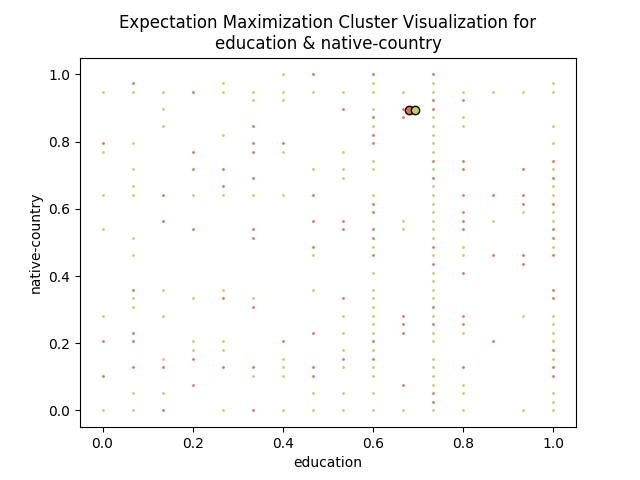 Expectation Maximization Cluster Visualization for
education & native-country
1.0
0.8
0.6
0.4
0.2
0.0
native-country
0.0 0.2 0.4 0.6 0.8 1.0
education